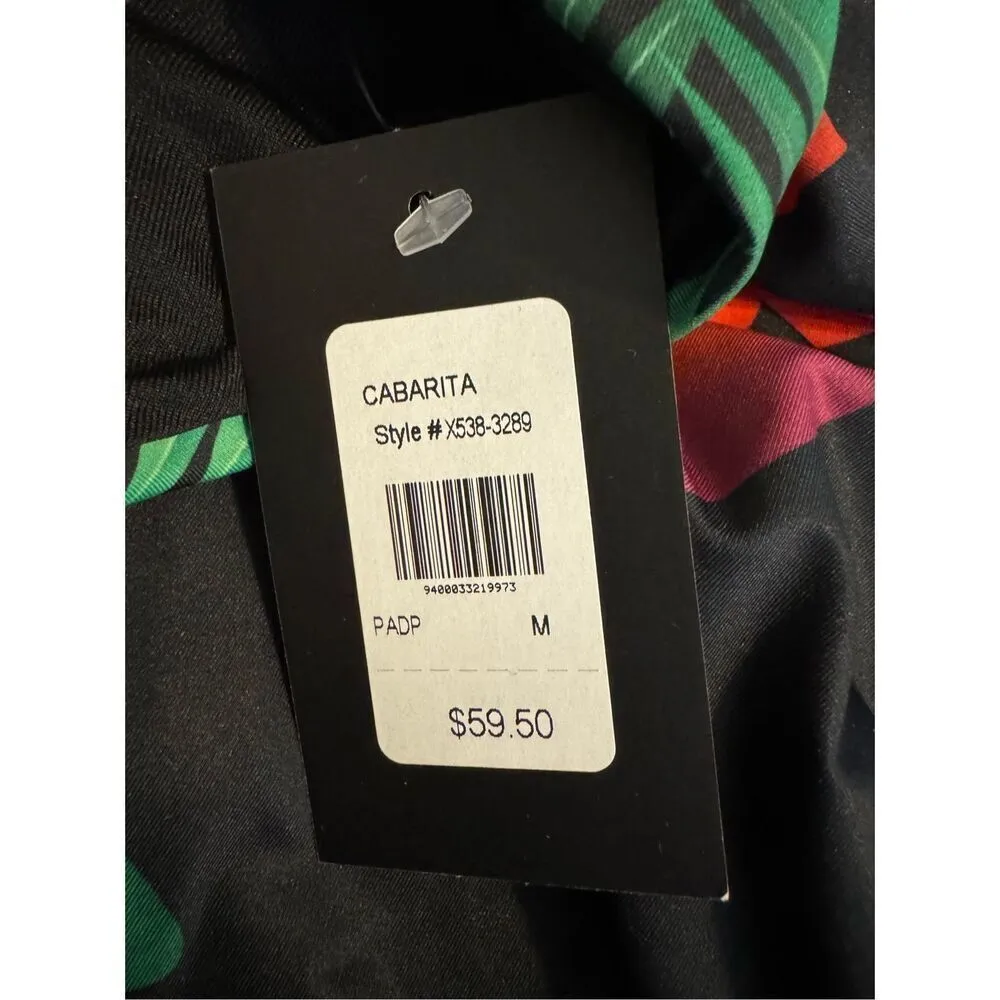 CABARITA
Style # X538-3289
9400033219973
PADP M
$59.50